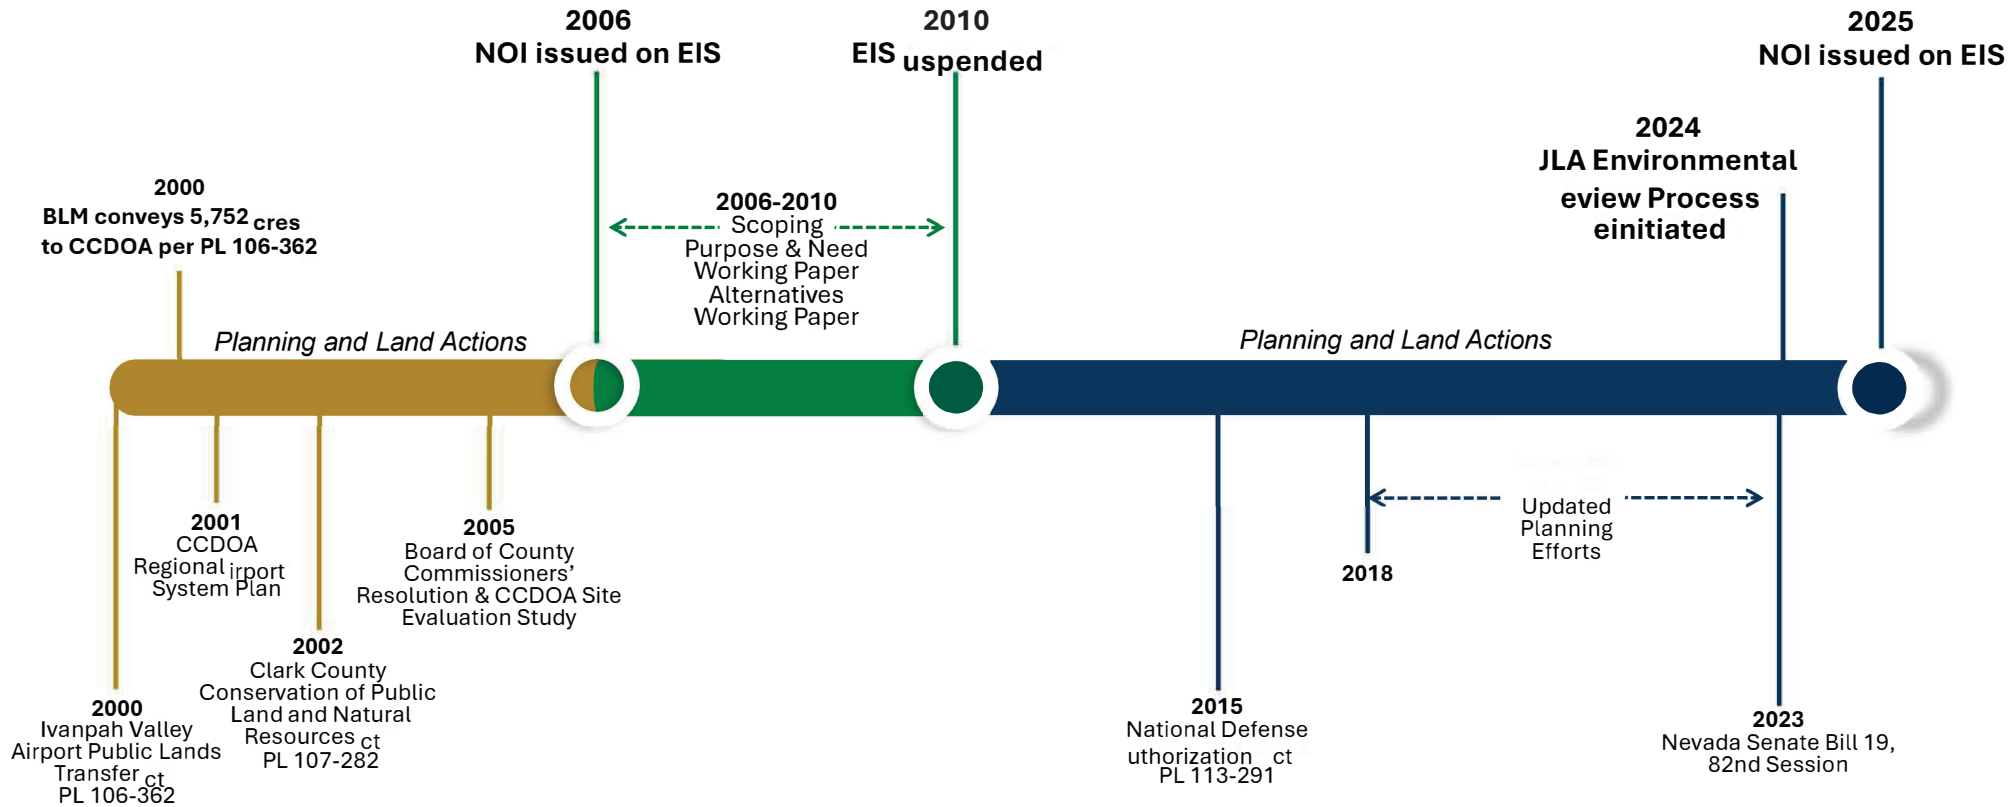 2006
NOI issued on EIS
2010
EIS uspended
2025
NOI issued on EIS
2024
JLA Environmental
eview Process
einitiated
2000
BLM conveys 5,752 cres
to CCDOA per PL 106-362
2006-2010
Scoping
Purpose & Need
Working Paper
Alternatives
Working Paper
Planning and Land Actions
Planning and Land Actions
2001
CCDOA
Regional irport
System Plan
2005
Board of County
Commissioners’
Resolution & CCDOA Site
Evaluation Study
2002
Clark County
Conservation of Public
Land and Natural
Resources ct
PL 107-282
2000
Ivanpah Valley
Airport Public Lands
Transfer ct
PL 106-362
Updated
Planning
Efforts
2018
2015
National Defense
uthorization ct
PL 113-291
2023
Nevada Senate Bill 19,
82nd Session